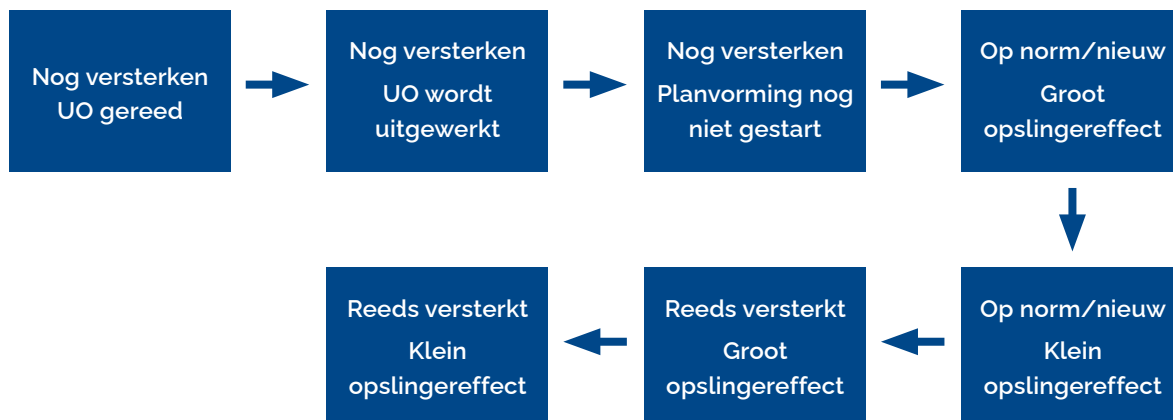 Nog versterken
UO gereed
Nog versterken
UO wordt
uitgewerkt
Nog versterken
Planvorming nog
niet gestart
Op norm/nieuw
Groot
opslingereffect
Op norm/nieuw
Klein
opslingereffect
Reeds versterkt
Groot
opslingereffect
Reeds versterkt
Klein
opslingereffect